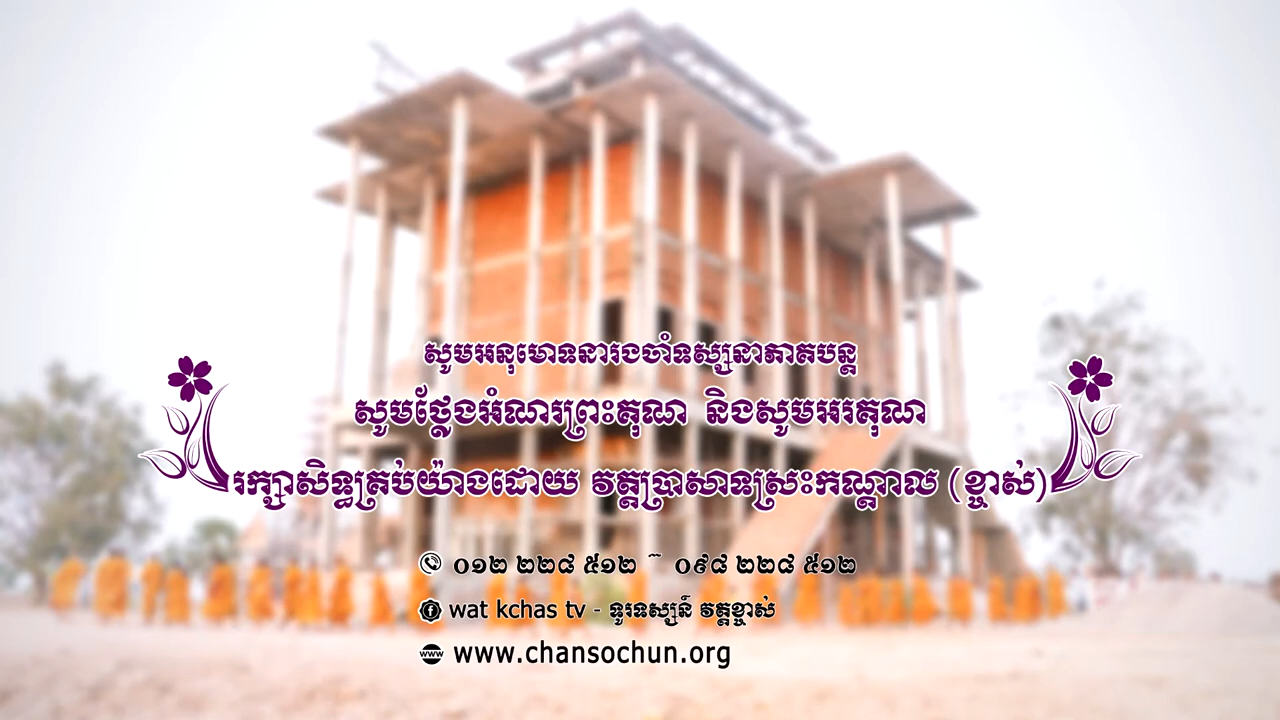 សូមអនុមោទនារងចាំទស្សនាភាគបន្ត
សូមថ្លែងអំណរព្រះគុណ និងសូមអរគុណ
រក្សាសិទ្ធគ្រប់យ៉ាងដោយ វត្តប្រាសាទស្រះកណ្តាល (ខ្ចាស់)
០១២ ២២៨ ៥១២ ~ ០៩៨ ២២៨ ៥១២
wat kchas tv - ទូរទស្សន៍ វត្តខ្ចាស់
www www.chansochun.org